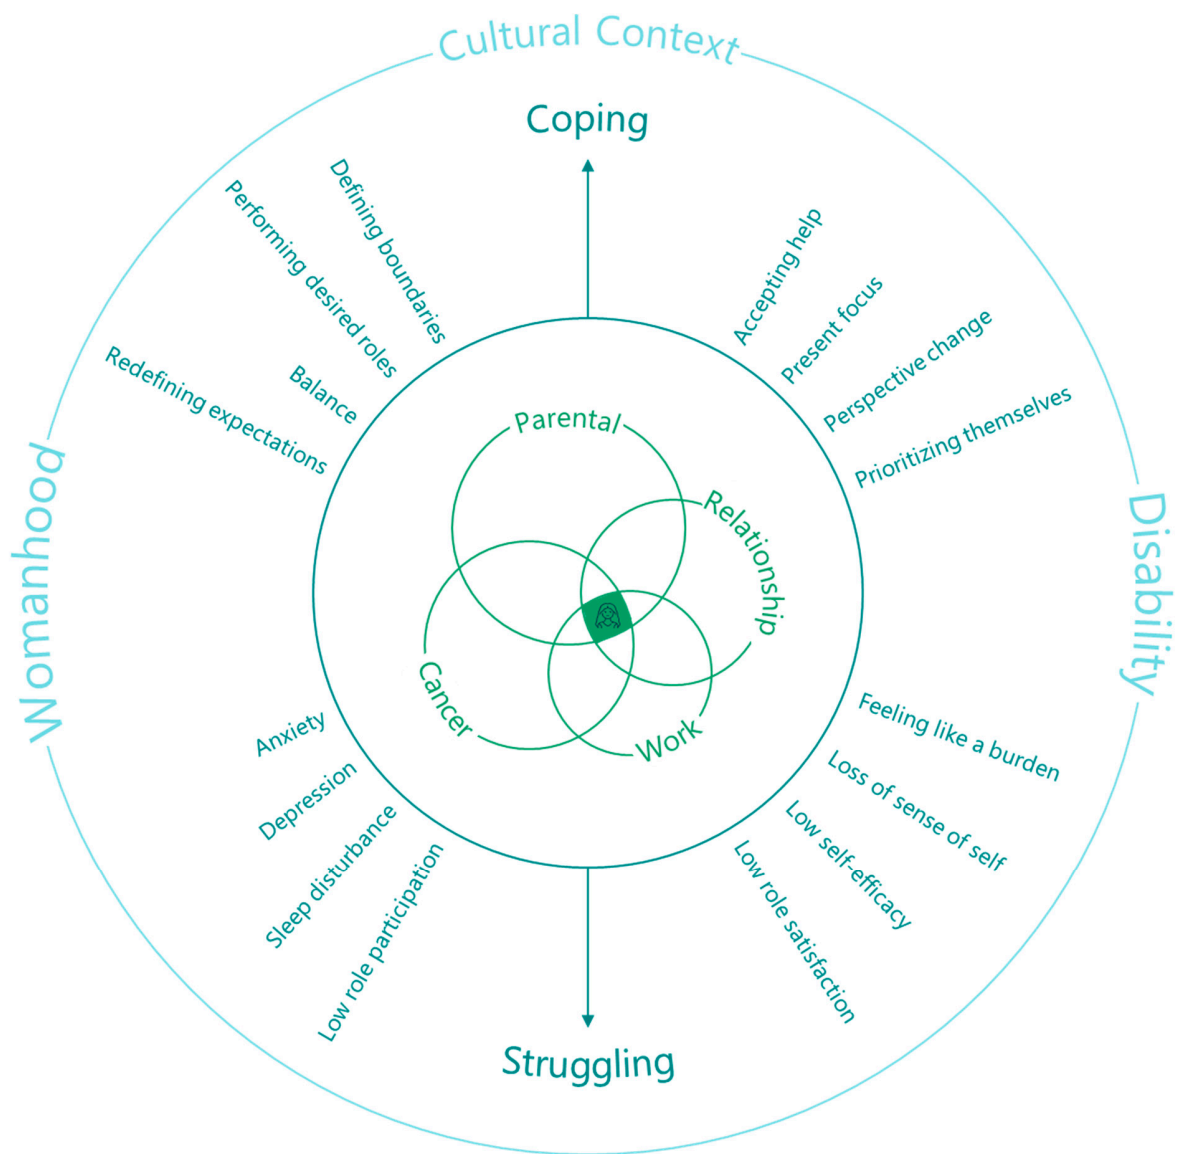 Cultural Context
Womanhood
Disability
Coping
Defining boundaries
Performing desired roles
Balance
Redefining expectations
Accepting help
Present focus
Perspective change
Prioritizing themselves
Parental
Relationship
Cancer
Work
Anxiety
Depression
Sleep disturbance
Low role participation
Feeling like a burden
Loss of sense of self
Low self-efficacy
Low role satisfaction
Struggling